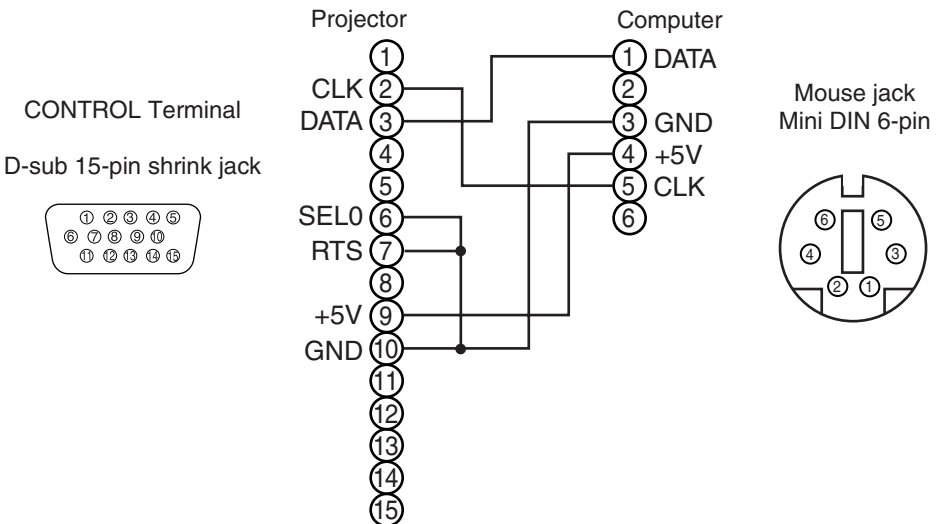 Projector
Computer
CONTROL Terminal
D-sub 15-pin shrink jack
① ② ③ ④ ⑤
⑥ ⑦ ⑧ ⑨ ⑩
⑪ ⑫ ⑬ ⑭ ⑮
①
CLK ②
DATA ③
④
⑤
SEL0 ⑥
RTS ⑦
⑧
+5V ⑨
GND ⑩
⑪
⑫
⑬
⑭
⑮
① DATA
②
③ GND
④ +5V
⑤ CLK
⑥
Mouse jack
Mini DIN 6-pin
⑥ ⑤
④ ③
② ①